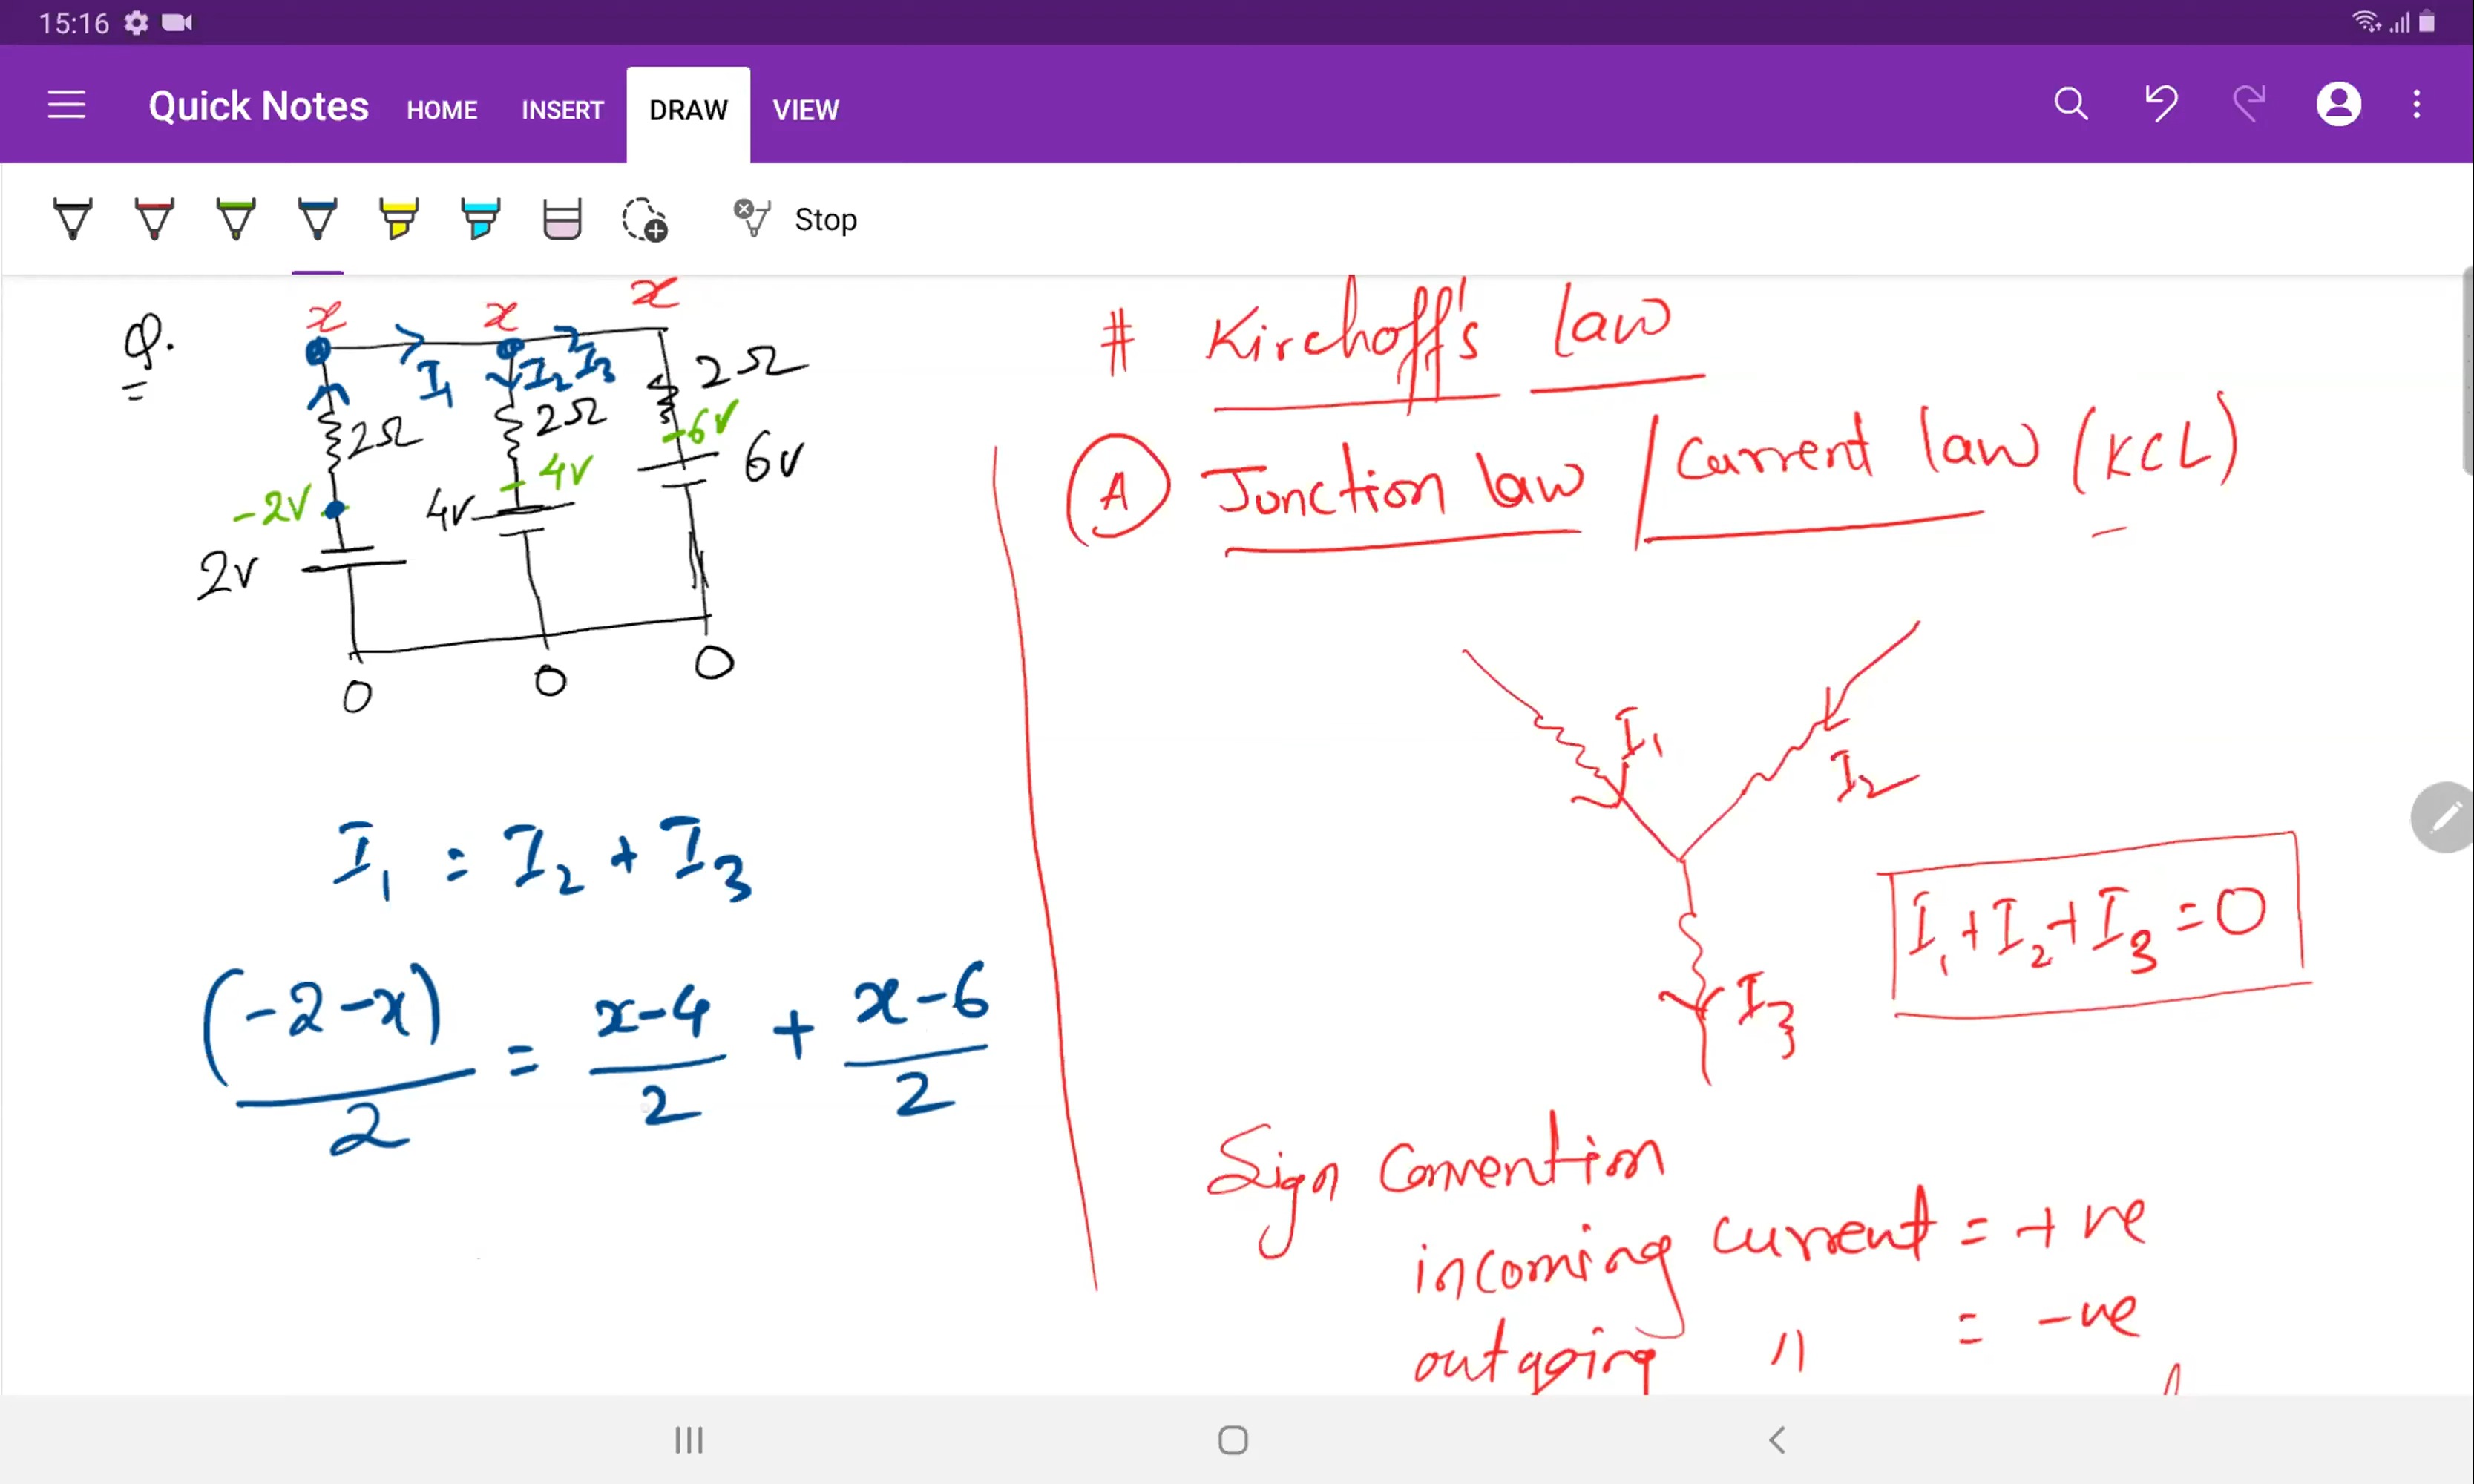 15:16
Quick Notes HOME INSERT DRAW VIEW
Stop
Q.
x x x
I₁ I₂ I₃
2Ω 2Ω 2Ω
-2V 4V 6V
2V 4V 6V
0 0 0
I₁ = I₂ + I₃
(-2-x)/2 = x-4/2 + x-6/2
# Kirchoff's law
A Junction law / Current law (KCL)
I₁ I₂
I₃
I₁+I₂+I₃=0
Sign Convention
incoming current = +ve
outgoing " = -ve